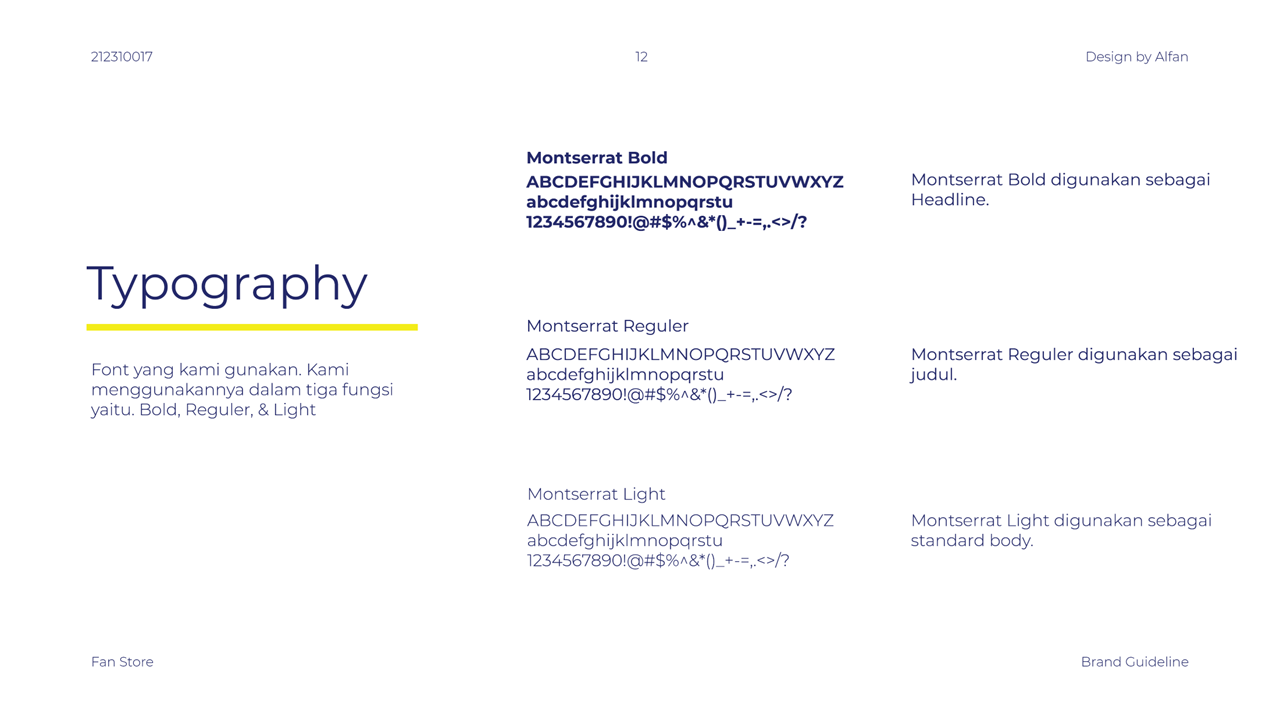 212310017
12
Design by Alfan
Typography
Font yang kami gunakan. Kami
menggunakannya dalam tiga fungsi
yaitu. Bold, Reguler, & Light
Montserrat Bold
ABCDEFGHIJKLMNOPQRSTUVWXYZ
abcdefghijklmnopqrstu
1234567890!@#$%^&*()_+-=,.<>/?
Montserrat Bold digunakan sebagai
Headline.
Montserrat Reguler
ABCDEFGHIJKLMNOPQRSTUVWXYZ
abcdefghijklmnopqrstu
1234567890!@#$%^&*()_+-=,.<>/?
Montserrat Reguler digunakan sebagai
judul.
Montserrat Light
ABCDEFGHIJKLMNOPQRSTUVWXYZ
abcdefghijklmnopqrstu
1234567890!@#$%^&*()_+-=,.<>/?
Montserrat Light digunakan sebagai
standard body.
Fan Store
Brand Guideline